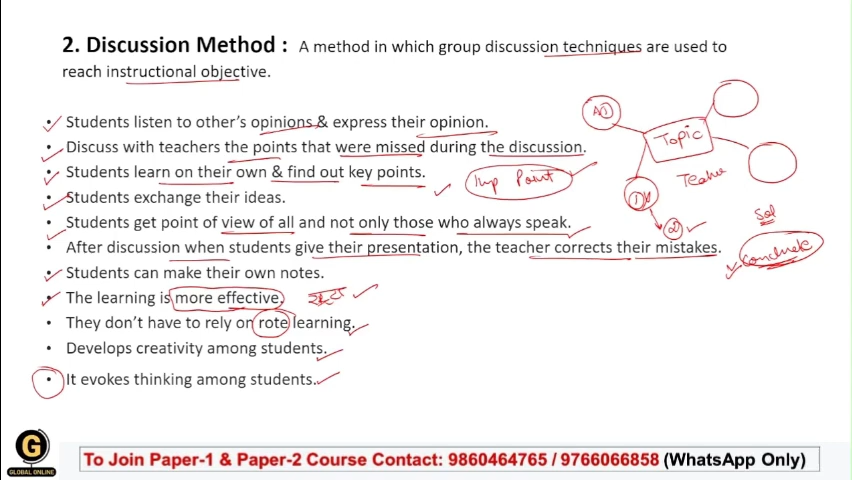 2. Discussion Method : A method in which group discussion techniques are used to
reach instructional objective.
• Students listen to other's opinions & express their opinion.
• Discuss with teachers the points that were missed during the discussion.
• Students learn on their own & find out key points.
• Students exchange their ideas.
• Students get point of view of all and not only those who always speak.
• After discussion when students give their presentation, the teacher corrects their mistakes.
• Students can make their own notes.
• The learning is more effective.
• They don't have to rely on rote learning.
• Develops creativity among students.
• It evokes thinking among students.
Imp Point
Topic
Teacher
Sol
G
GLOBAL ONLINE
To Join Paper-1 & Paper-2 Course Contact: 9860464765 / 9766066858 (WhatsApp Only)